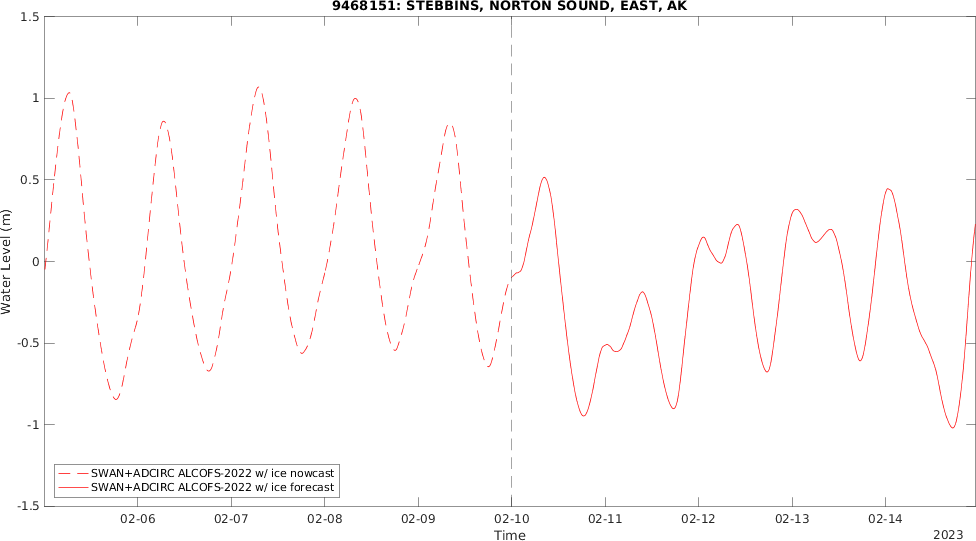 9468151: STEBBINS, NORTON SOUND, EAST, AK
1.5
1
0.5
0
-0.5
-1
-1.5
Water Level (m)
SWAN+ADCIRC ALCOFS-2022 w/ ice nowcast
SWAN+ADCIRC ALCOFS-2022 w/ ice forecast
02-06 02-07 02-08 02-09 02-10 02-11 02-12 02-13 02-14
Time
2023